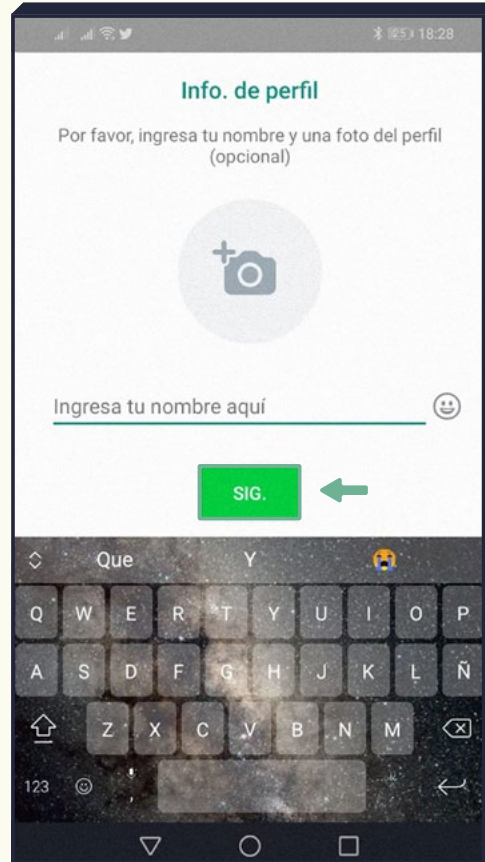 18:28
Info. de perfil
Por favor, ingresa tu nombre y una foto del perfil
(opcional)
Ingresa tu nombre aquí
SIG.
Que Y
Q W E R T Y U I O P
A S D F G H J K L Ñ
Z X C V B N M
123 , !